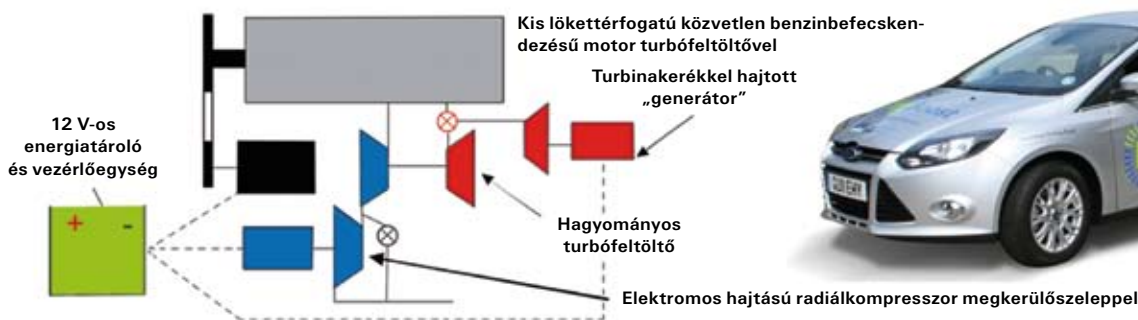 Kis lökettérfogatú közvetlen benzinbefecsken-
dezésű motor turbófeltöltővel
Turbinakerékkel hajtott
„generátor”
12 V-os
energiatároló
és vezérlőegység
+ -
Hagyományos
turbófeltöltő
Elektromos hajtású radiálkompresszor megkerülőszeleppel